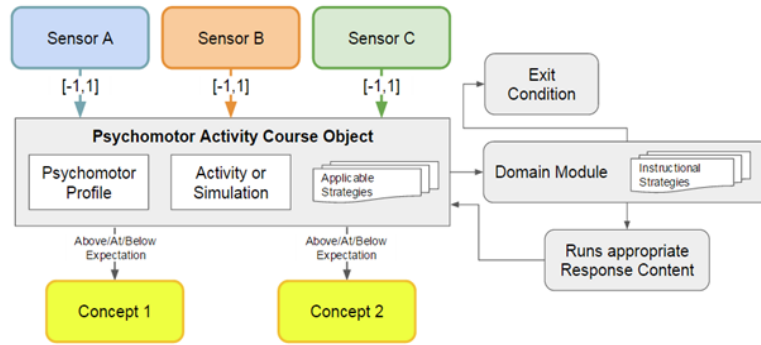 Sensor A
Sensor B
Sensor C
[-1,1]
[-1,1]
[-1,1]
Exit
Condition
Psychomotor Activity Course Object
Psychomotor
Profile
Activity or
Simulation
Applicable
Strategies
Domain Module
Instructional
Strategies
Above/At/Below
Expectation
Above/At/Below
Expectation
Runs appropriate
Response Content
Concept 1
Concept 2